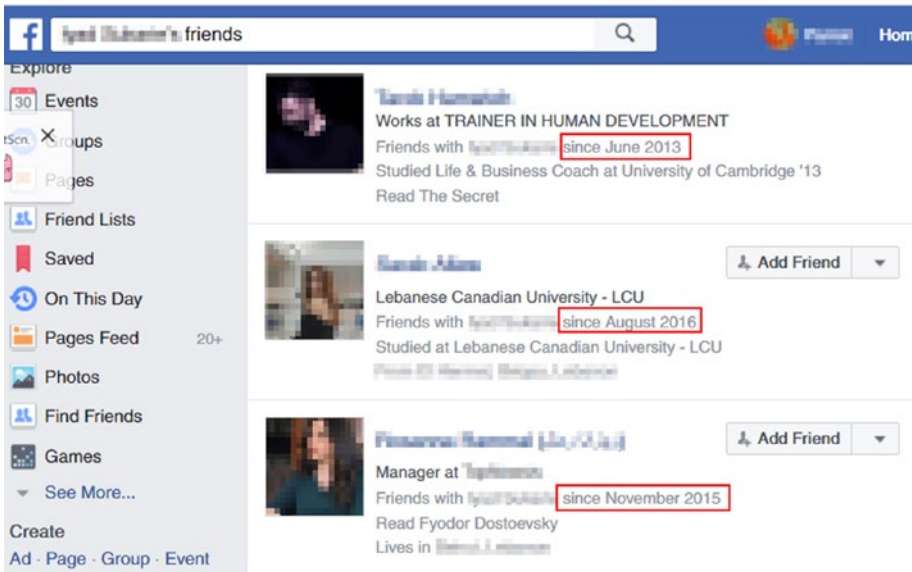 f
friends
Hom
Explore
30 Events
Groups
Pages
tScn.
Friend Lists
Saved
On This Day
Pages Feed 20+
Photos
Find Friends
Games
See More...
Create
Ad · Page · Group · Event
Works at TRAINER IN HUMAN DEVELOPMENT
Friends with since June 2013
Studied Life & Business Coach at University of Cambridge '13
Read The Secret
Add Friend
Lebanese Canadian University - LCU
Friends with since August 2016
Studied at Lebanese Canadian University - LCU
Add Friend
Manager at
Friends with since November 2015
Read Fyodor Dostoevsky
Lives in